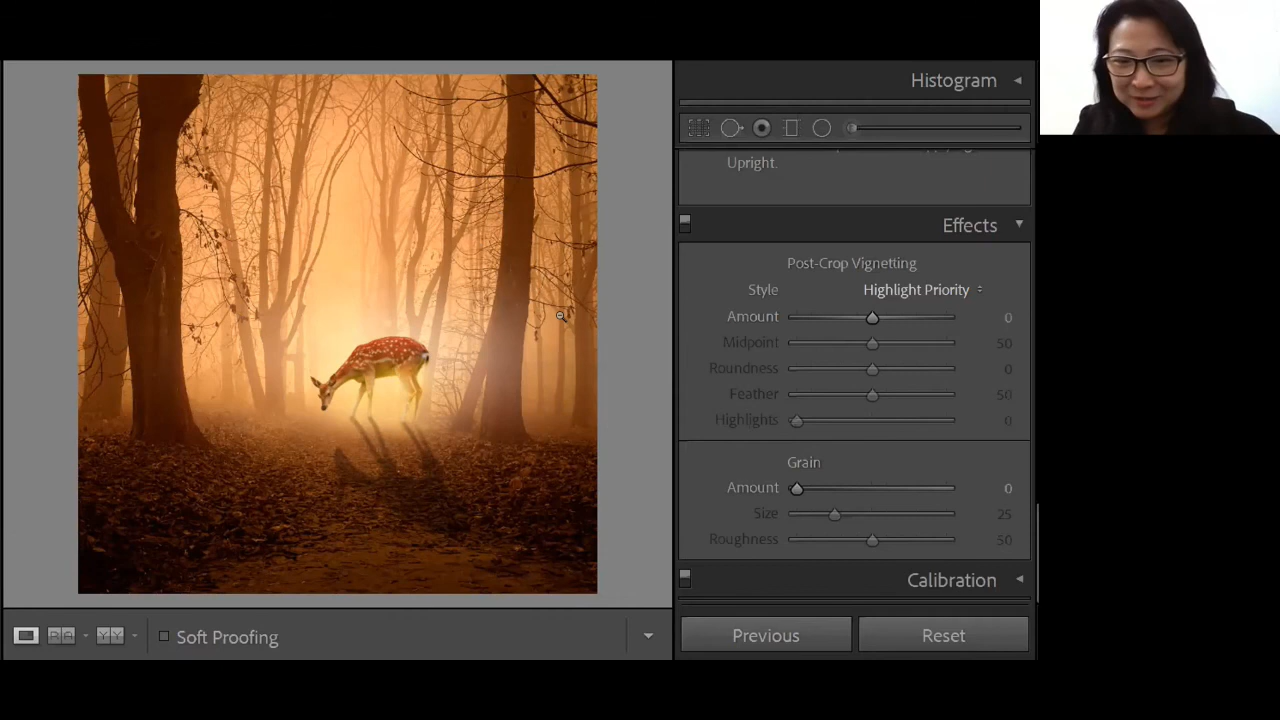 Histogram
Upright.
Effects
Post-Crop Vignetting
Style Highlight Priority
Amount 0
Midpoint 50
Roundness 0
Feather 50
Highlights 0
Grain
Amount 0
Size 25
Roughness 50
Calibration
R A Y Y Soft Proofing
Previous Reset